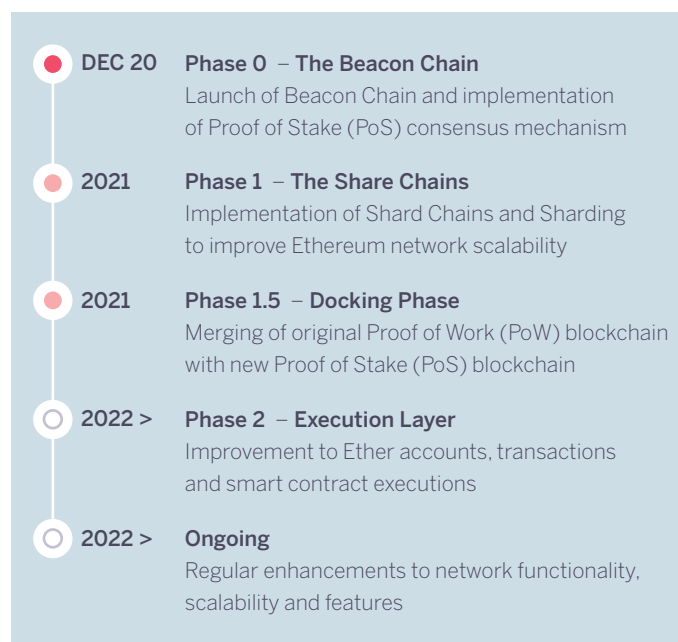 DEC 20 Phase 0 – The Beacon Chain
Launch of Beacon Chain and implementation
of Proof of Stake (PoS) consensus mechanism
2021 Phase 1 – The Share Chains
Implementation of Shard Chains and Sharding
to improve Ethereum network scalability
2021 Phase 1.5 – Docking Phase
Merging of original Proof of Work (PoW) blockchain
with new Proof of Stake (PoS) blockchain
2022 > Phase 2 – Execution Layer
Improvement to Ether accounts, transactions
and smart contract executions
2022 > Ongoing
Regular enhancements to network functionality,
scalability and features